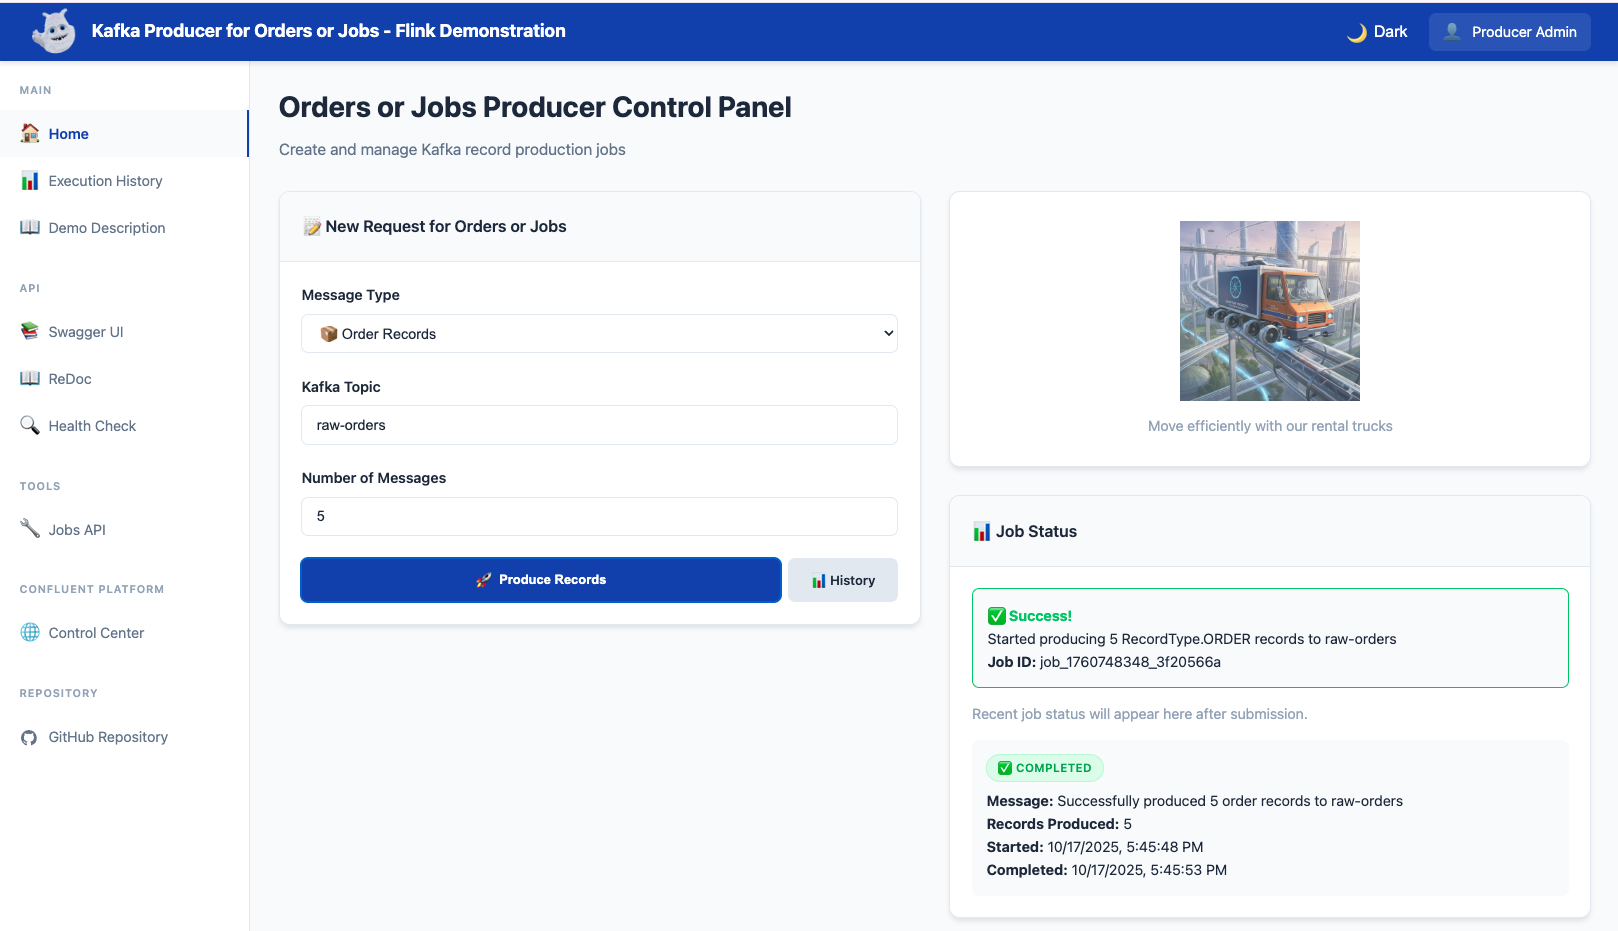 Kafka Producer for Orders or Jobs - Flink Demonstration
Dark
Producer Admin
MAIN
Home
Execution History
Demo Description
API
Swagger UI
ReDoc
Health Check
TOOLS
Jobs API
CONFLUENT PLATFORM
Control Center
REPOSITORY
GitHub Repository
Orders or Jobs Producer Control Panel
Create and manage Kafka record production jobs
New Request for Orders or Jobs
Message Type
Order Records
Kafka Topic
raw-orders
Number of Messages
5
Produce Records
History
Move efficiently with our rental trucks
Job Status
Success!
Started producing 5 RecordType.ORDER records to raw-orders
Job ID: job_1760748348_3f20566a
Recent job status will appear here after submission.
COMPLETED
Message: Successfully produced 5 order records to raw-orders
Records Produced: 5
Started: 10/17/2025, 5:45:48 PM
Completed: 10/17/2025, 5:45:53 PM